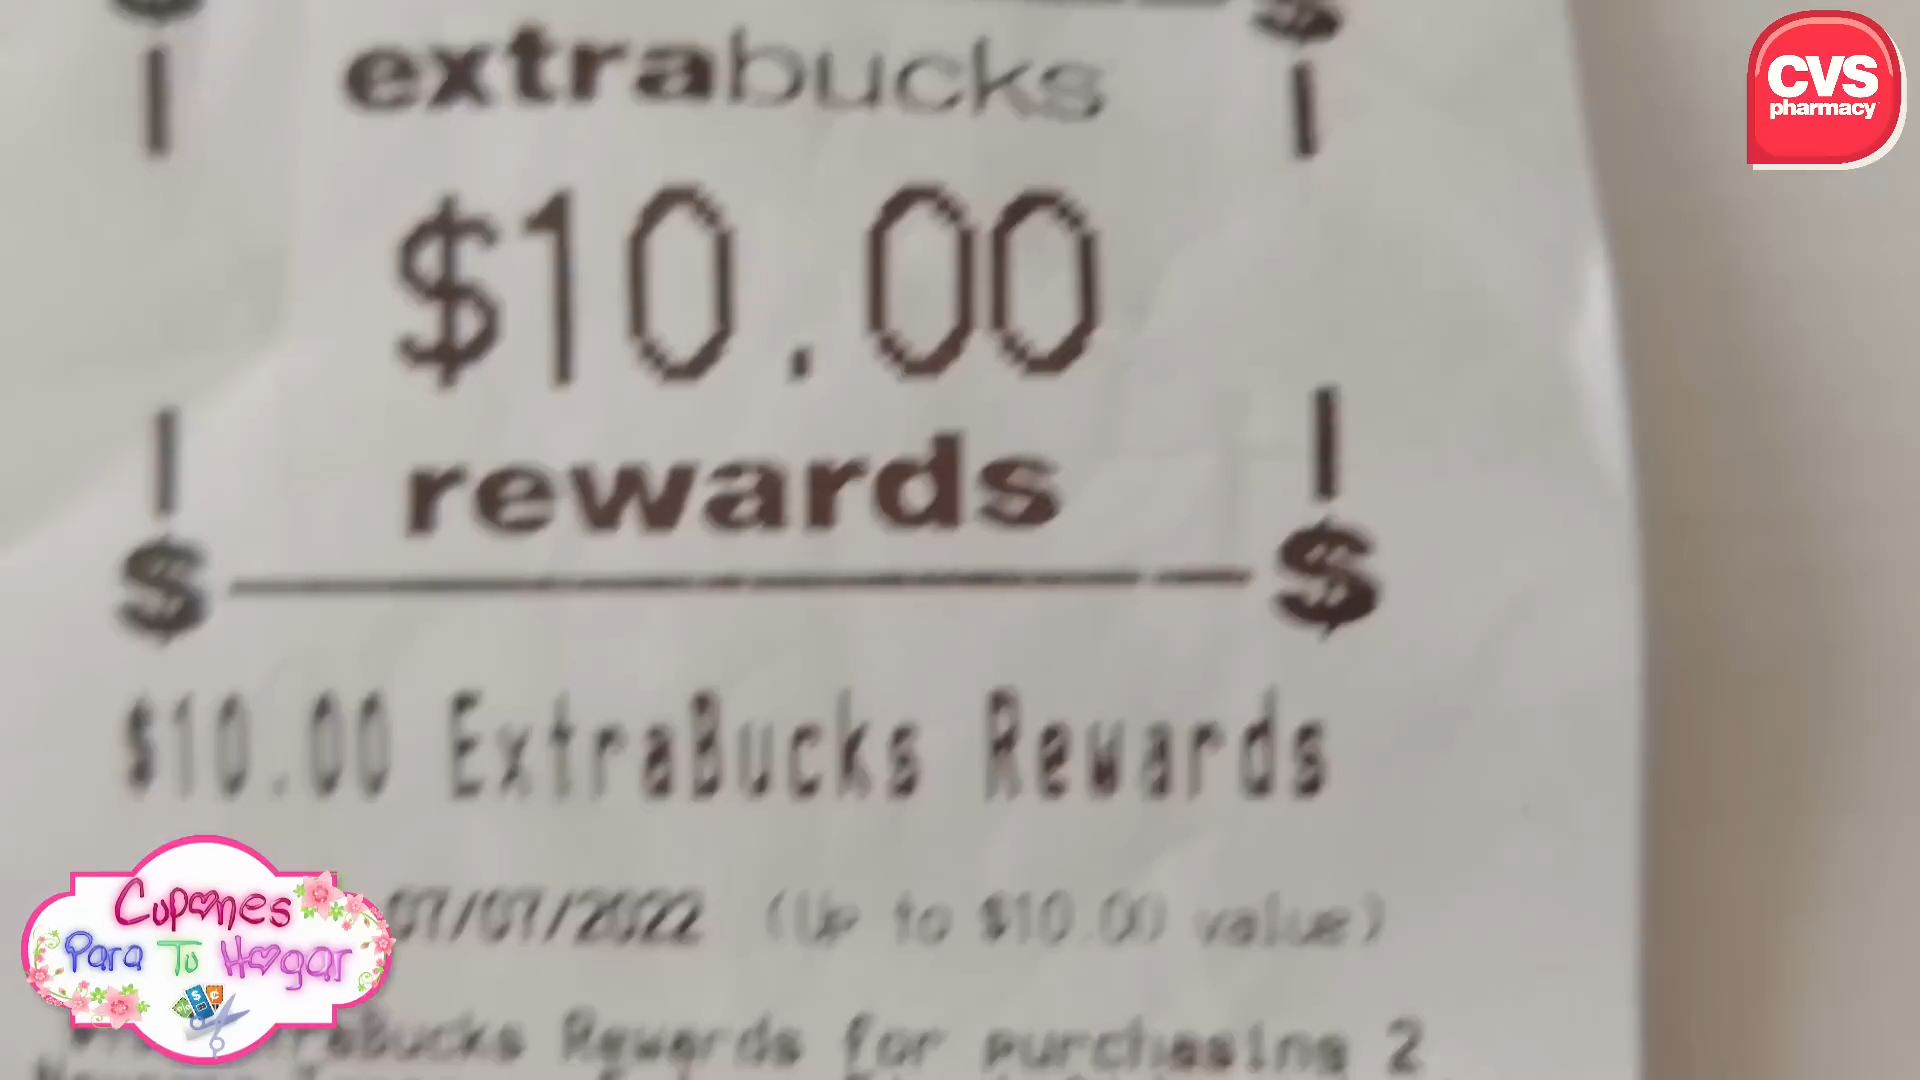 extrabucks
$10.00
rewards
$10.00 ExtraBucks Rewards
07/07/2022 (Up to $10.00 value)
Bucks Rewards for purchasing 2
CVS
pharmacy
Cupones
Para Tu Hogar